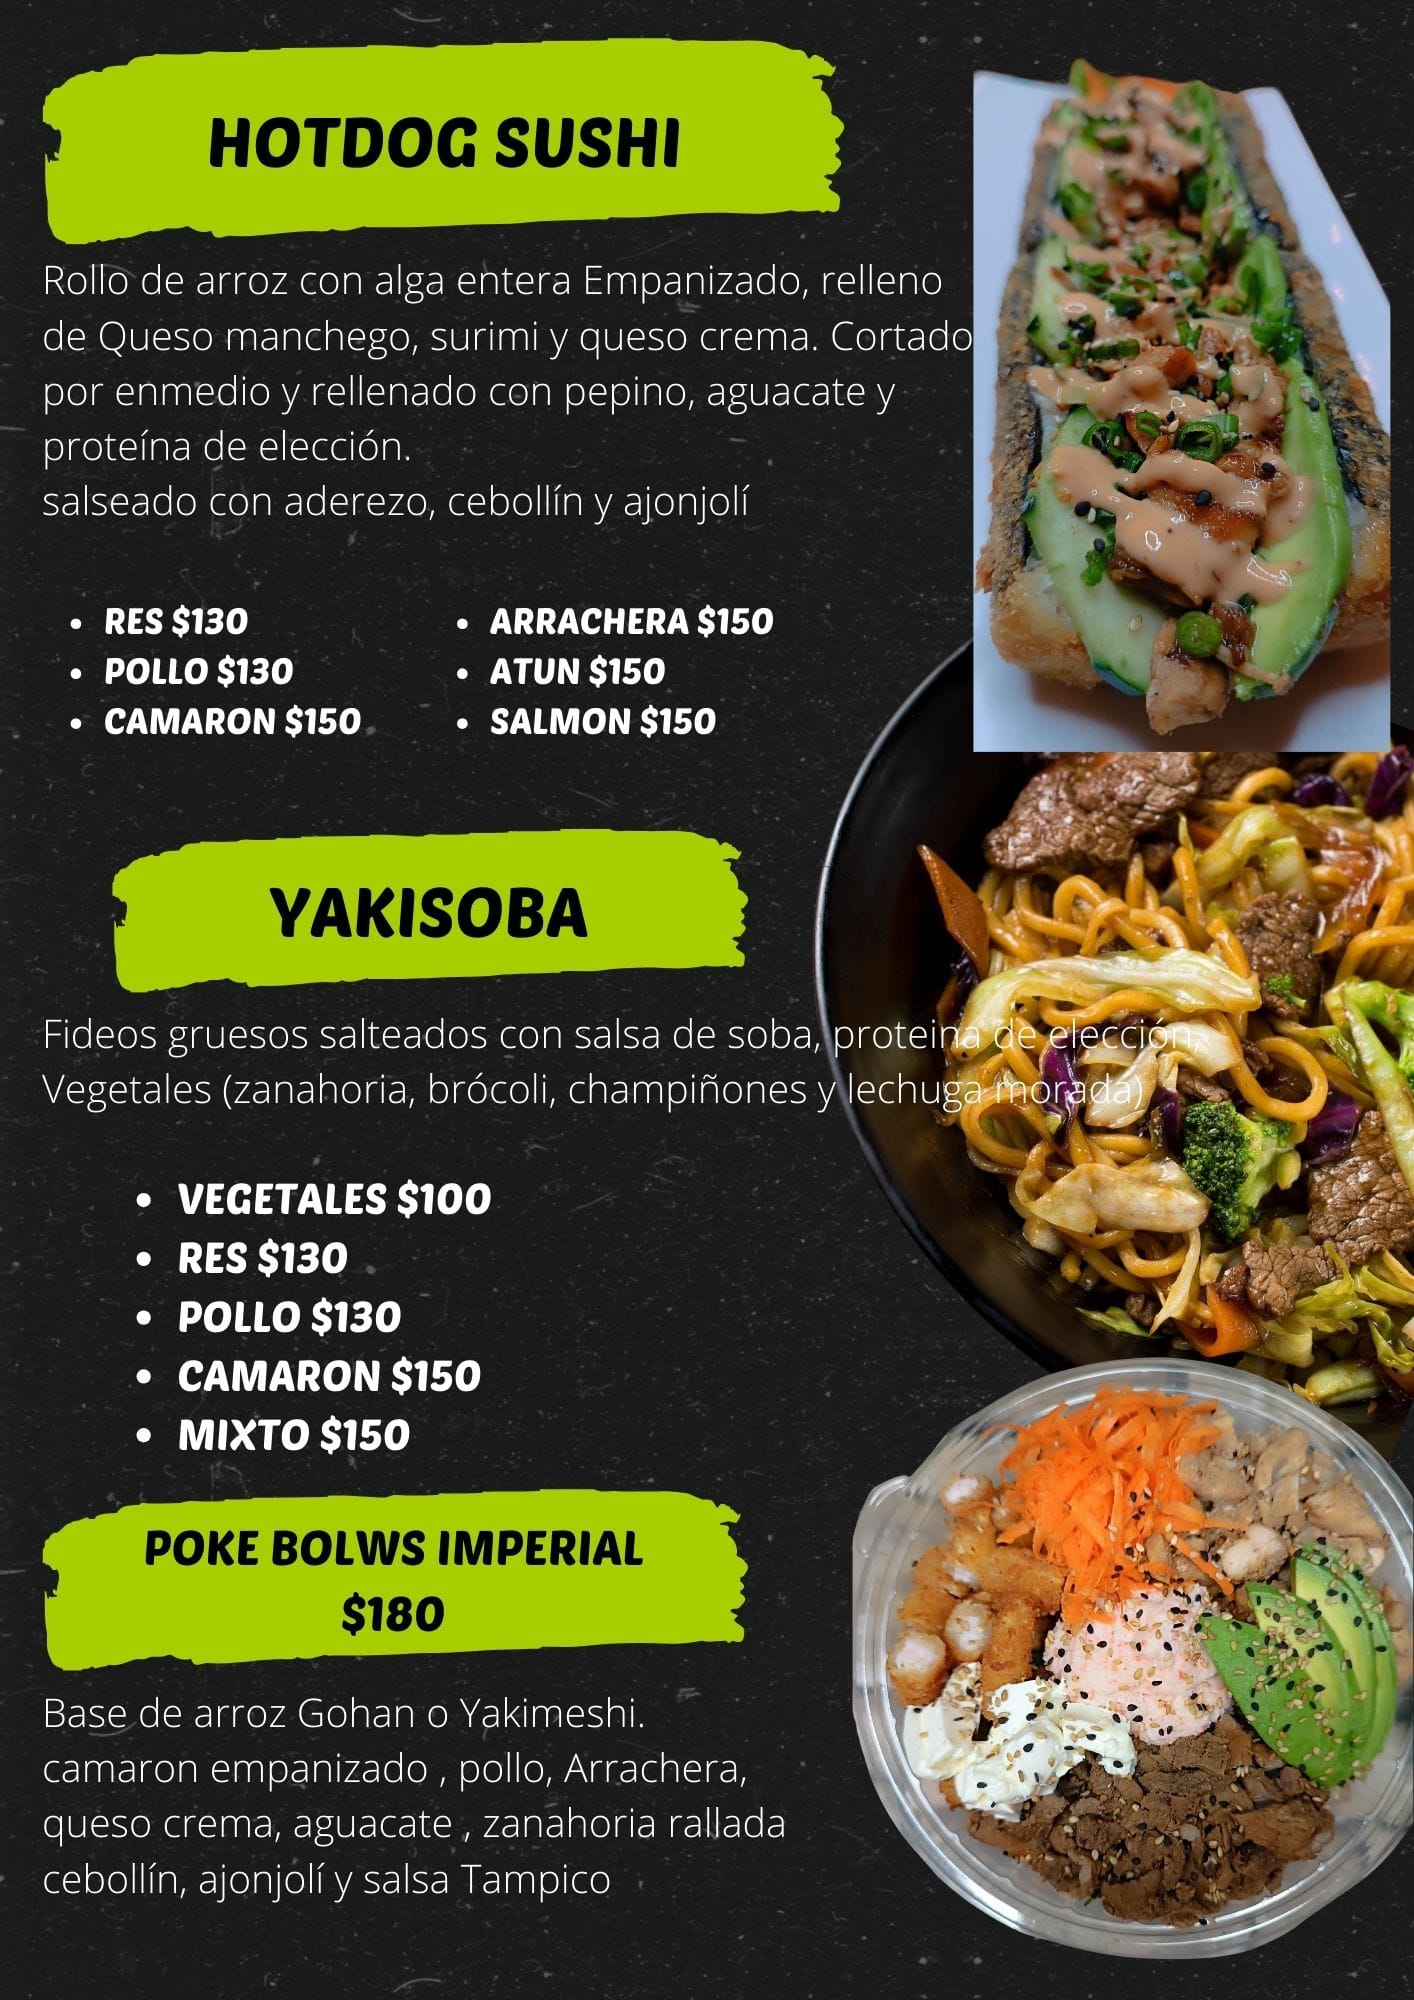 HOTDOG SUSHI
Rollo de arroz con alga entera Empanizado, relleno
de Queso manchego, surimi y queso crema. Cortado
por enmedio y rellenado con pepino, aguacate y
proteína de elección.
salseado con aderezo, cebollín y ajonjolí
• RES $130
• POLLO $130
• CAMARON $150
• ARRACHERA $150
• ATUN $150
• SALMON $150
YAKISOBA
Fideos gruesos salteados con salsa de soba, proteina de elección,
Vegetales (zanahoria, brócoli, champiñones y lechuga morada)
• VEGETALES $100
• RES $130
• POLLO $130
• CAMARON $150
• MIXTO $150
POKE BOLWS IMPERIAL
$180
Base de arroz Gohan o Yakimeshi.
camaron empanizado , pollo, Arrachera,
queso crema, aguacate , zanahoria rallada
cebollín, ajonjolí y salsa Tampico